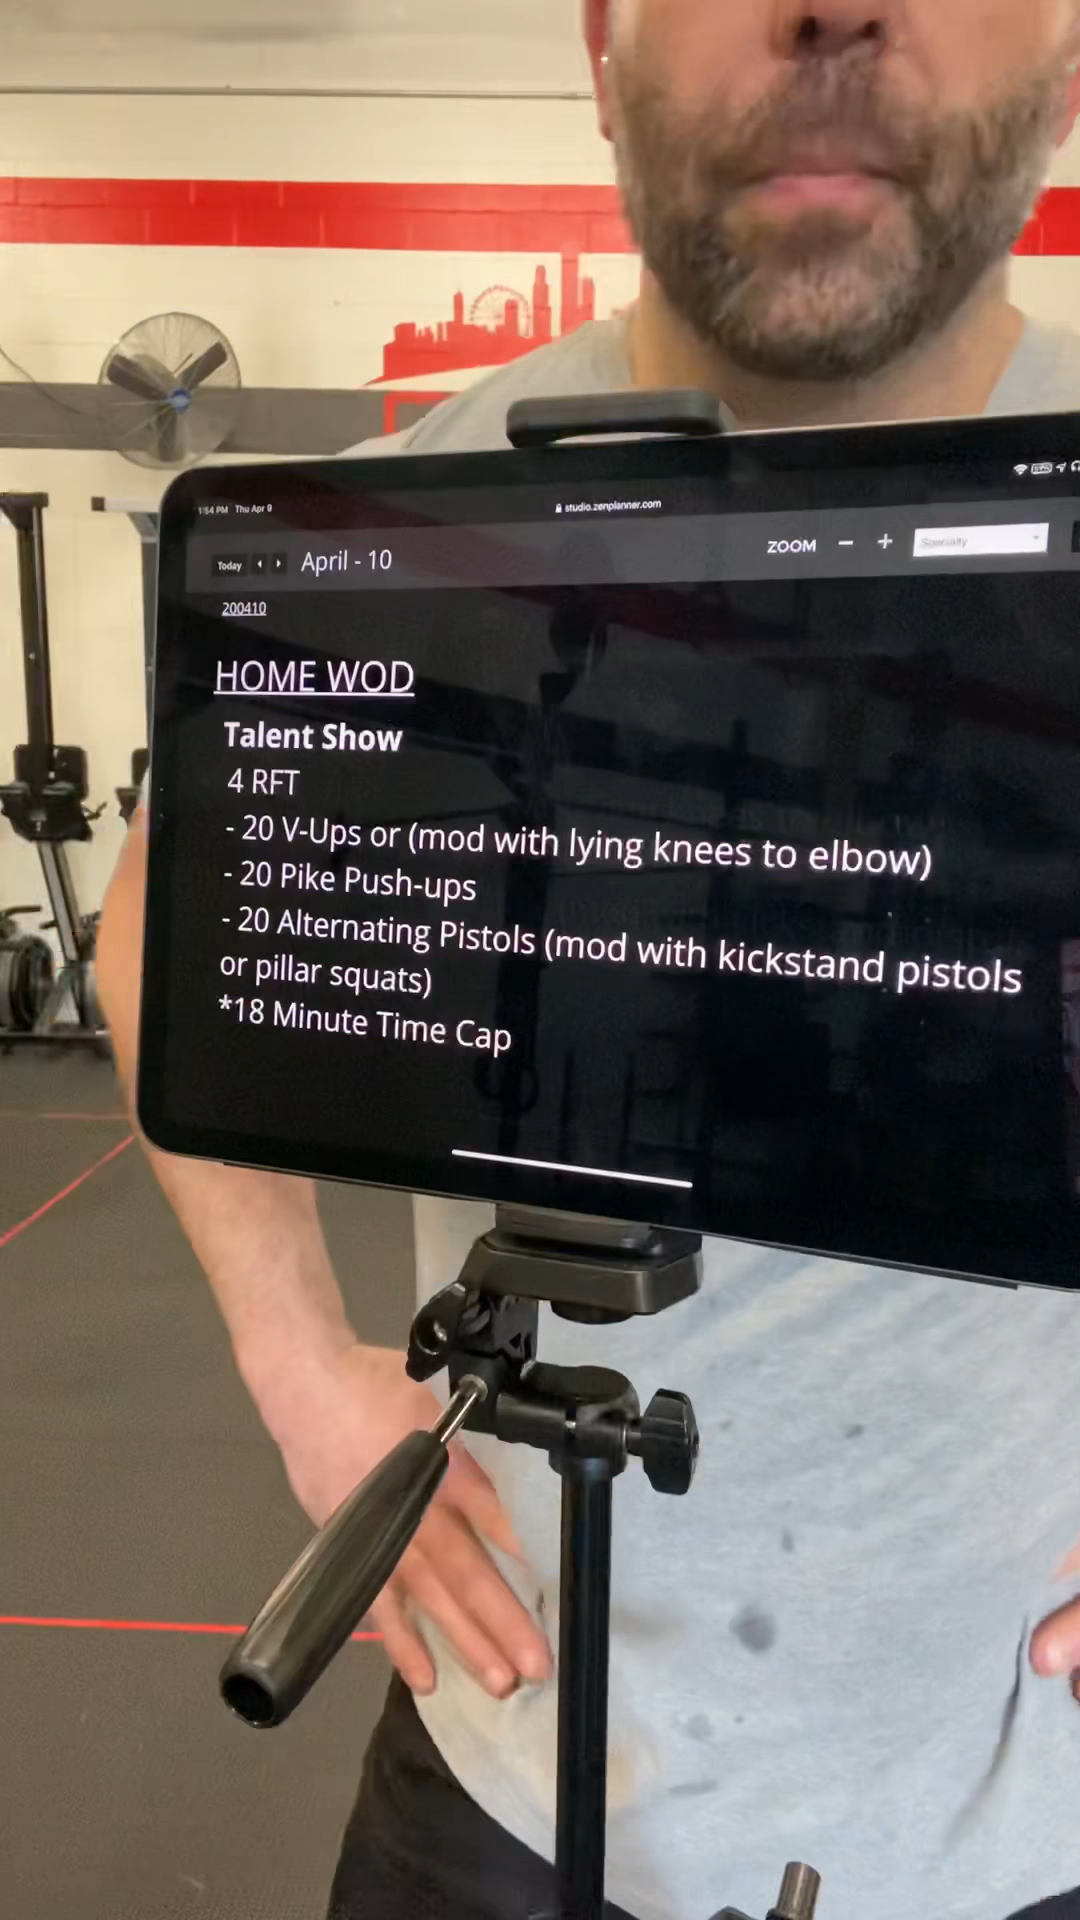 1:54 PM Thu Apr 9
studio.zenplanner.com
Today April - 10
ZOOM − + Specialty
200410
HOME WOD
Talent Show
4 RFT
- 20 V-Ups or (mod with lying knees to elbow)
- 20 Pike Push-ups
- 20 Alternating Pistols (mod with kickstand pistols
or pillar squats)
*18 Minute Time Cap